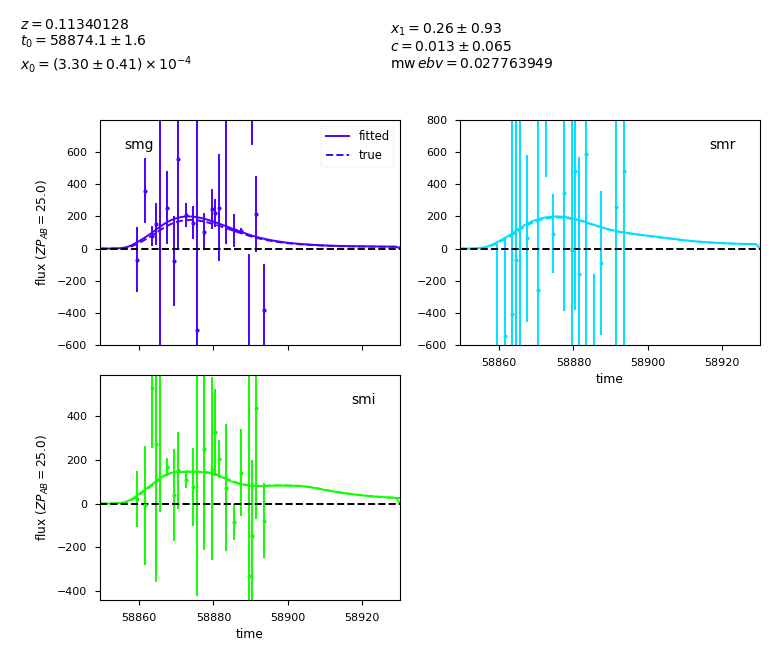 z = 0.11340128
t₀ = 58874.1 ± 1.6
x₀ = (3.30 ± 0.41) × 10⁻⁴
x₁ = 0.26 ± 0.93
c = 0.013 ± 0.065
mw ebv = 0.027763949
smg
fitted
true
600
400
200
0
−200
−400
−600
flux (ZP_AB = 25.0)
smr
800
600
400
200
0
−200
−400
−600
58860
58880
58900
58920
time
smi
400
200
0
−200
−400
flux (ZP_AB = 25.0)
58860
58880
58900
58920
time